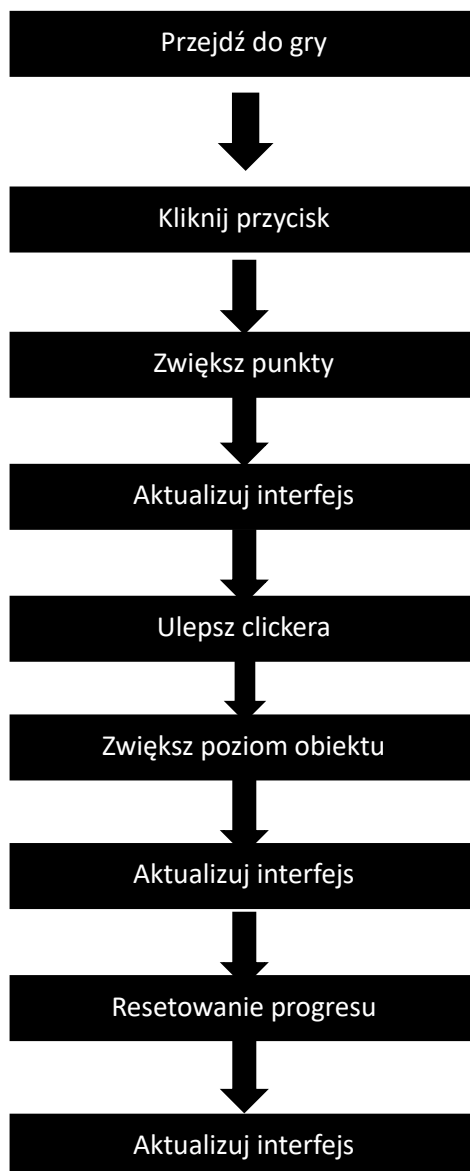 Przejdź do gry
Kliknij przycisk
Zwiększ punkty
Aktualizuj interfejs
Ulepsz clickera
Zwiększ poziom obiektu
Aktualizuj interfejs
Resetowanie progresu
Aktualizuj interfejs